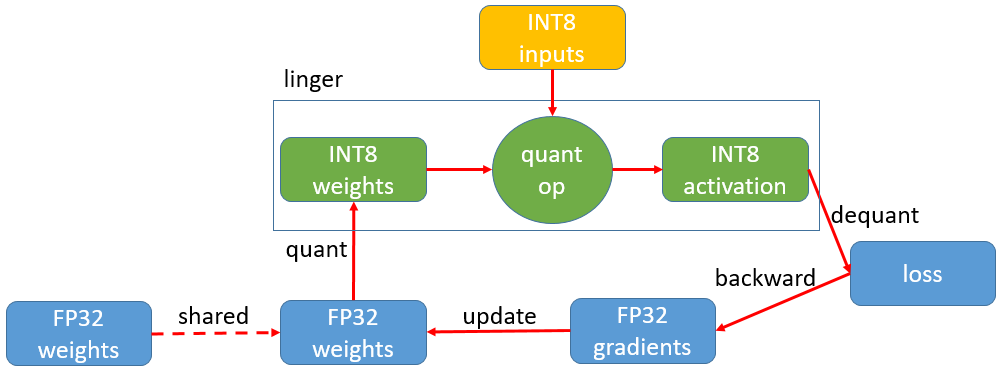 INT8
inputs
linger
INT8
weights
quant
op
INT8
activation
dequant
quant
loss
backward
FP32
weights
shared
FP32
weights
update
FP32
gradients